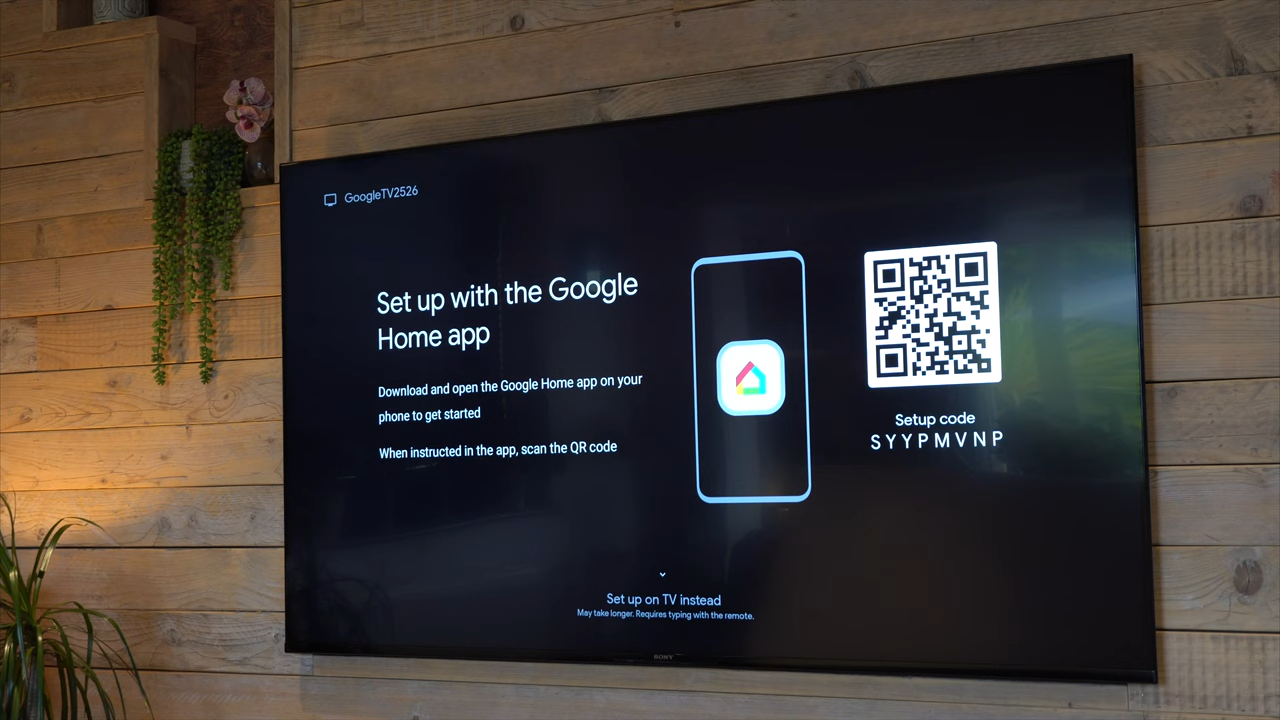 GoogleTV2526
Set up with the Google
Home app
Download and open the Google Home app on your
phone to get started
When instructed in the app, scan the QR code
Setup code
SYYPMVNP
Set up on TV instead
May take longer. Requires typing with the remote.
SONY